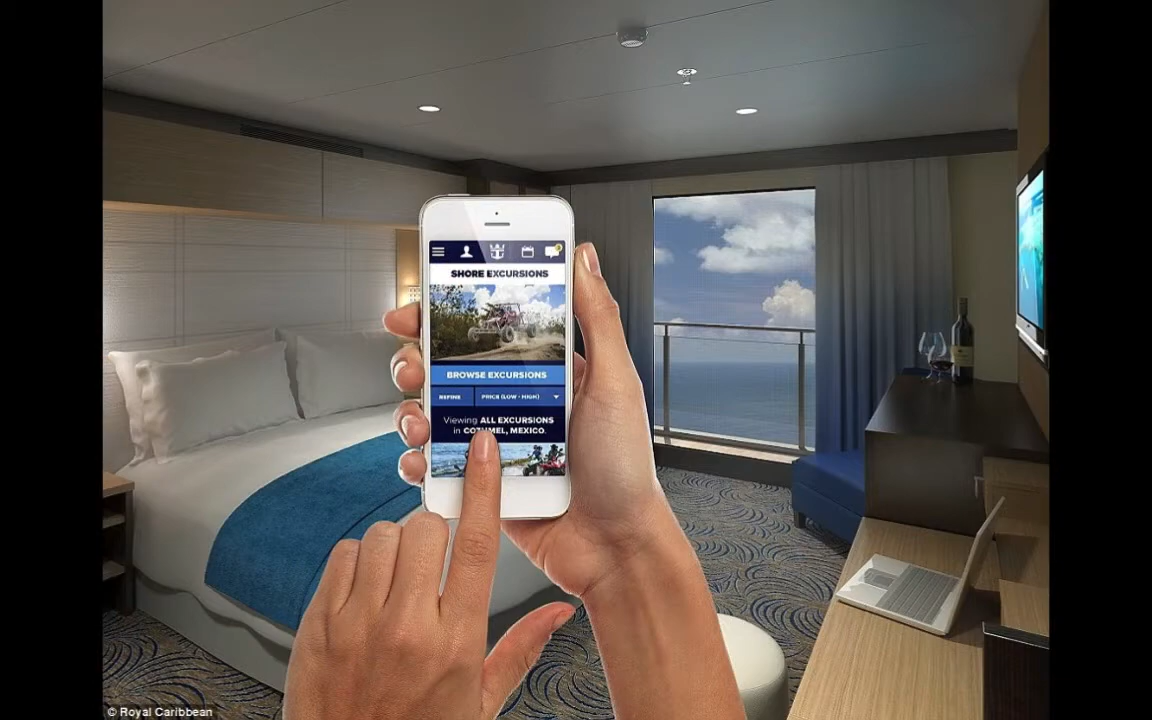 SHORE EXCURSIONS
BROWSE EXCURSIONS
REFINE PRICE (LOW - HIGH)
Viewing ALL EXCURSIONS
in COZUMEL, MEXICO.
© Royal Caribbean